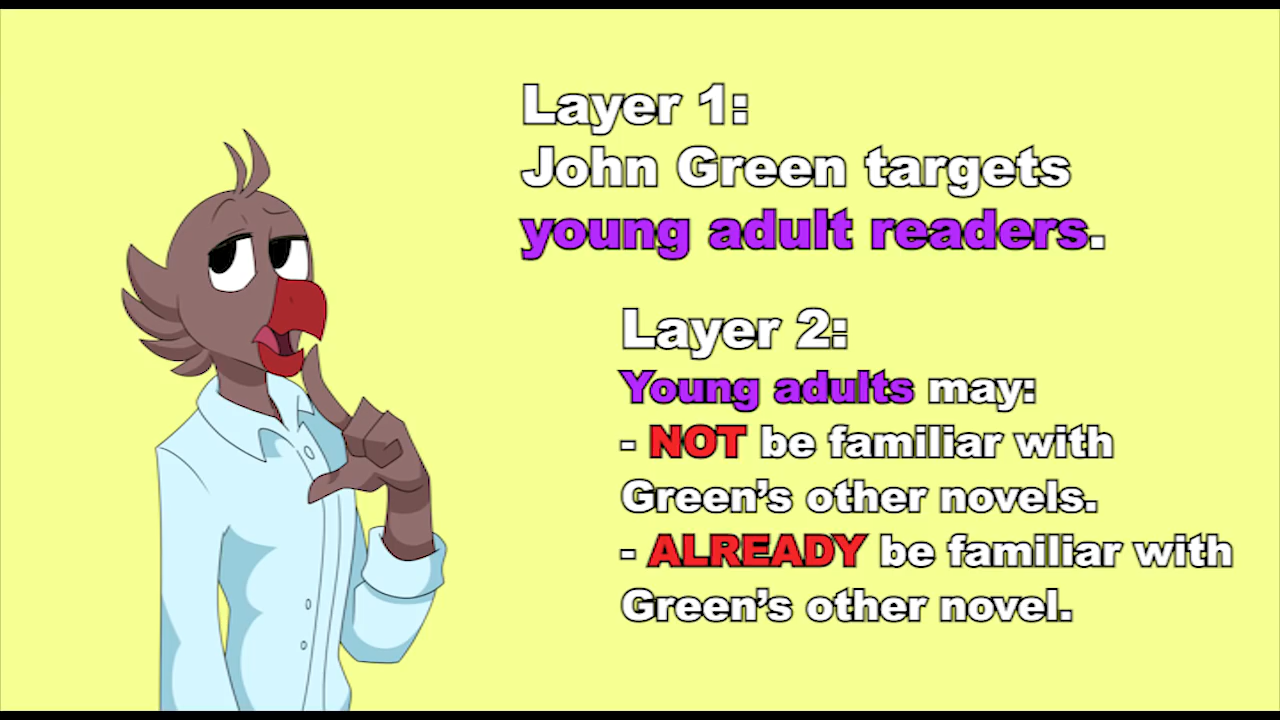 Layer 1:
John Green targets
young adult readers.
Layer 2:
Young adults may:
- NOT be familiar with
Green’s other novels.
- ALREADY be familiar with
Green’s other novel.